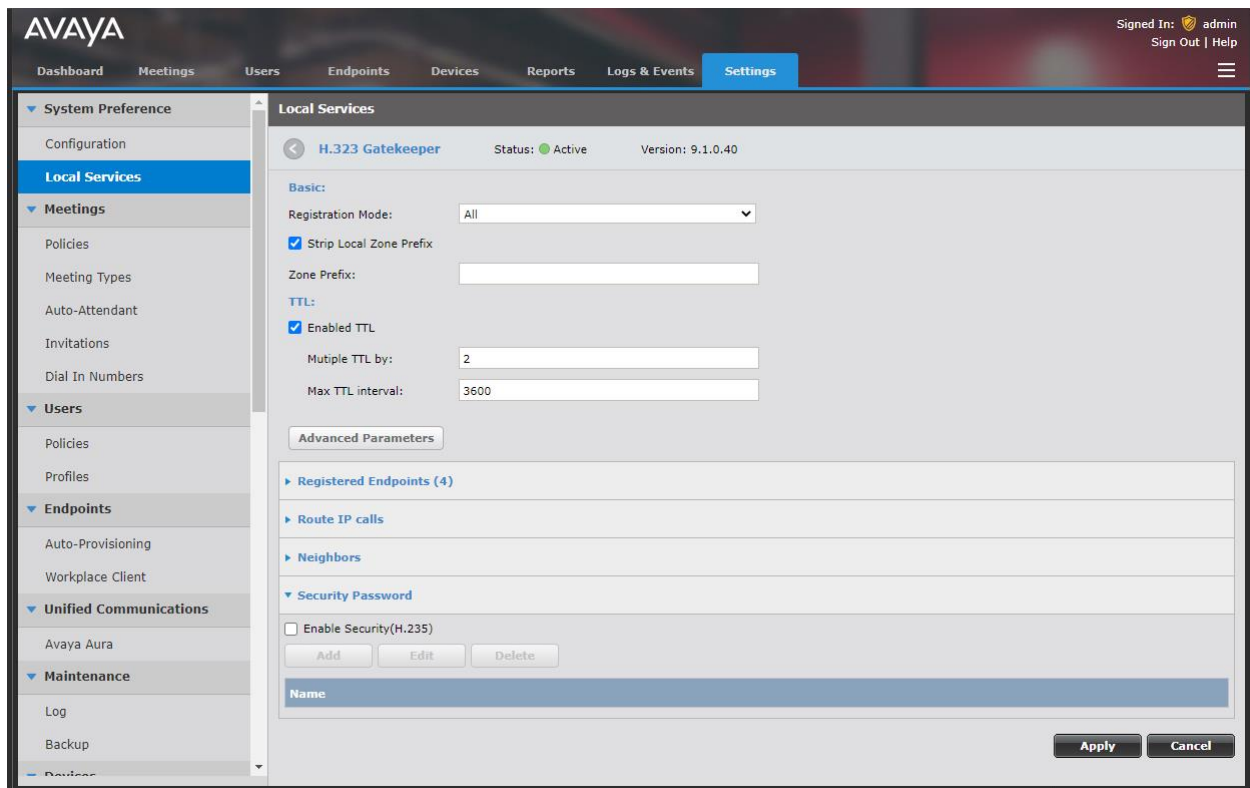 AVAYA
Signed In: admin
Sign Out | Help
Dashboard Meetings Users Endpoints Devices Reports Logs & Events Settings
System Preference
Configuration
Local Services
Meetings
Policies
Meeting Types
Auto-Attendant
Invitations
Dial In Numbers
Users
Policies
Profiles
Endpoints
Auto-Provisioning
Workplace Client
Unified Communications
Avaya Aura
Maintenance
Log
Backup
Devices
Local Services
H.323 Gatekeeper Status: Active Version: 9.1.0.40
Basic:
Registration Mode: All
Strip Local Zone Prefix
Zone Prefix:
TTL:
Enabled TTL
Mutiple TTL by: 2
Max TTL interval: 3600
Advanced Parameters
Registered Endpoints (4)
Route IP calls
Neighbors
Security Password
Enable Security(H.235)
Add Edit Delete
Name
Apply Cancel